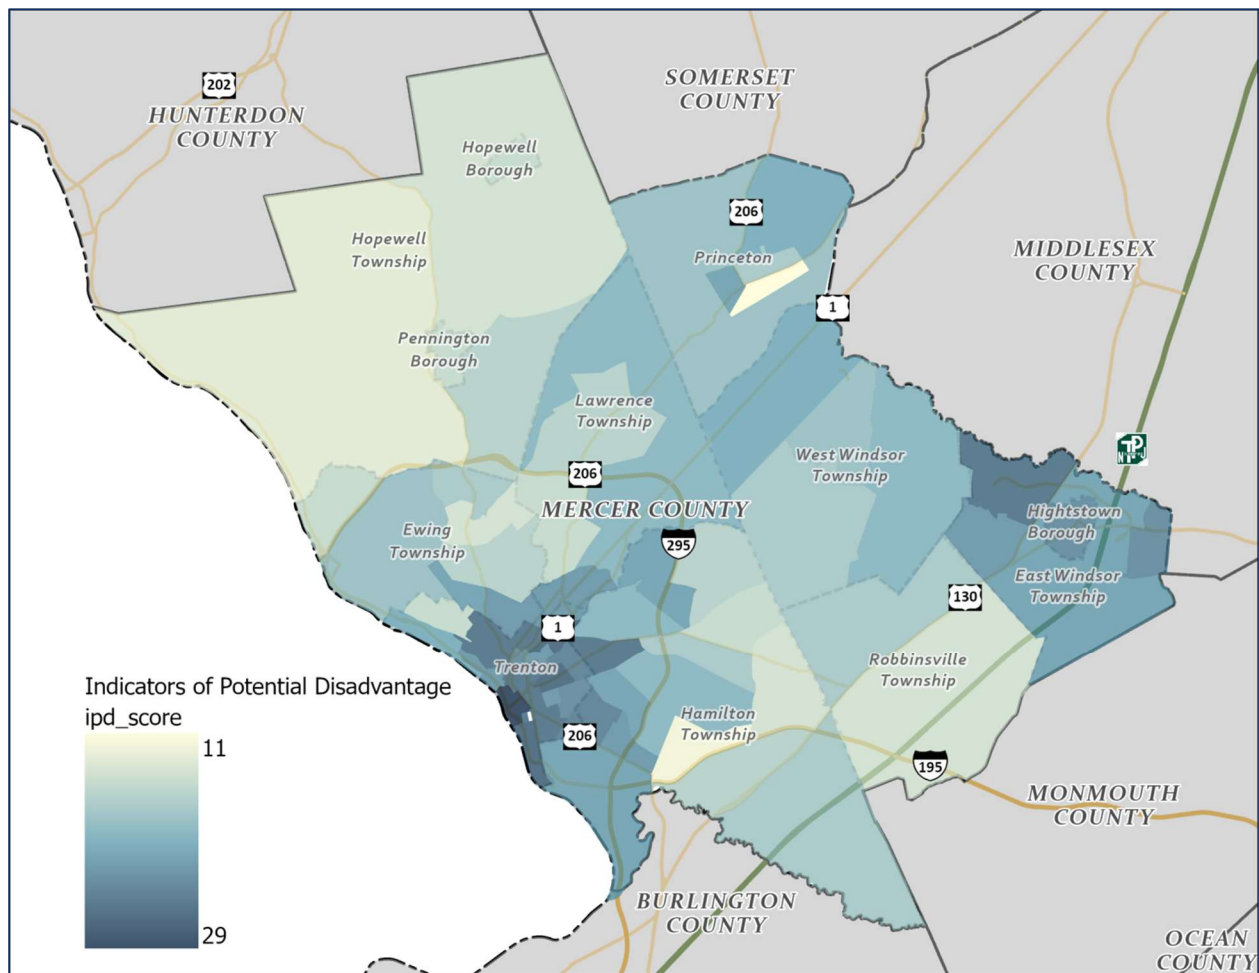 202
HUNTERDON
COUNTY
SOMERSET
COUNTY
Hopewell
Borough
206
Hopewell
Township
Princeton
MIDDLESEX
COUNTY
1
Pennington
Borough
Lawrence
Township
West Windsor
Township
206
MERCER COUNTY
Hightstown
Borough
Ewing
Township
295
East Windsor
Township
130
1
Trenton
Robbinsville
Township
Indicators of Potential Disadvantage
ipd_score
11
29
Hamilton
Township
206
195
MONMOUTH
COUNTY
BURLINGTON
COUNTY
OCEAN
COUNTY